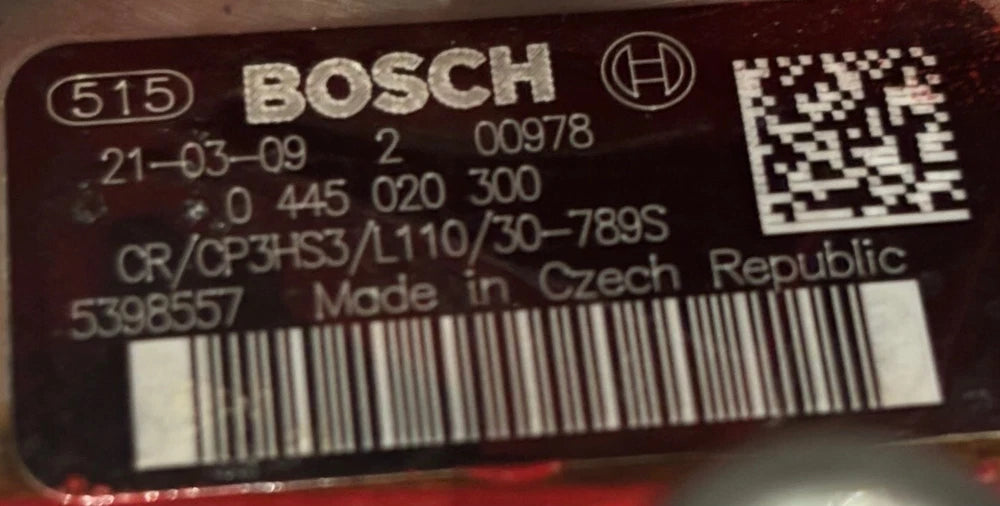 515 BOSCH
21-03-09 2 00978
0 445 020 300
CR/CP3HS3/L110/30-789S
5398557 Made in Czech Republic